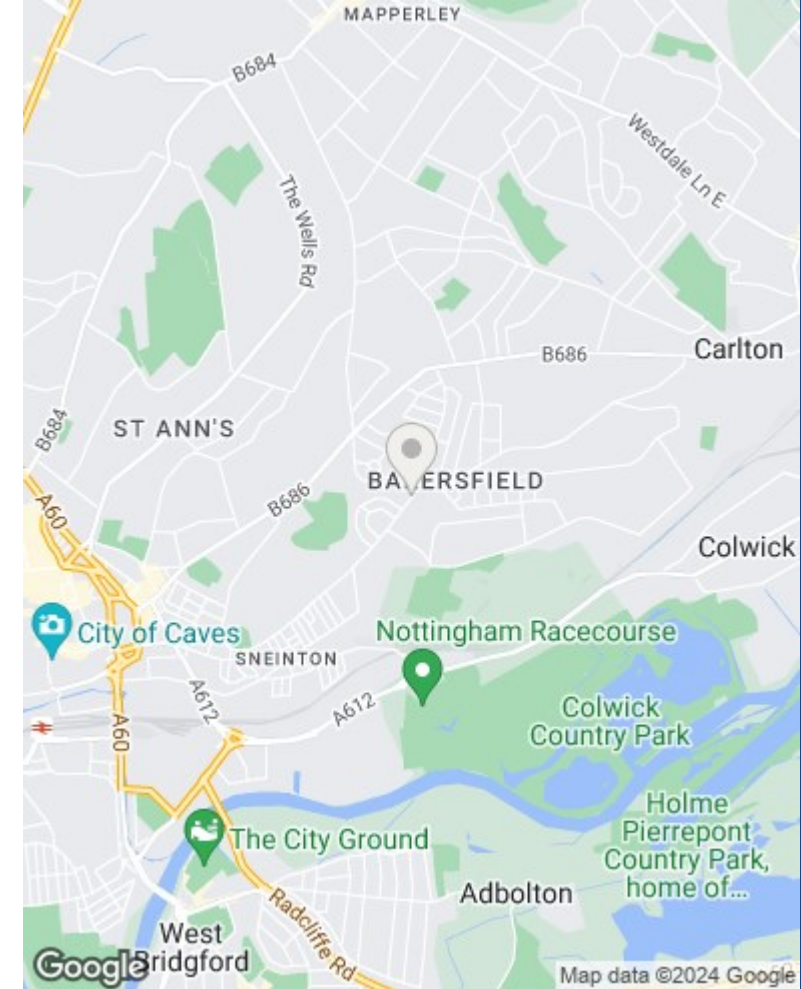 MAPPERLEY
B684
Westdale Ln E
The Wells Rd
B686
Carlton
B684
ST ANN'S
BA ERSFIELD
B686
A60
Colwick
City of Caves
Nottingham Racecourse
SNEINTON
A612
A612
A60
Colwick
Country Park
Holme
Pierrepont
Country Park,
home of...
The City Ground
Adbolton
Radcliffe Rd
West
Bridgford
Google
Map data ©2024 Google